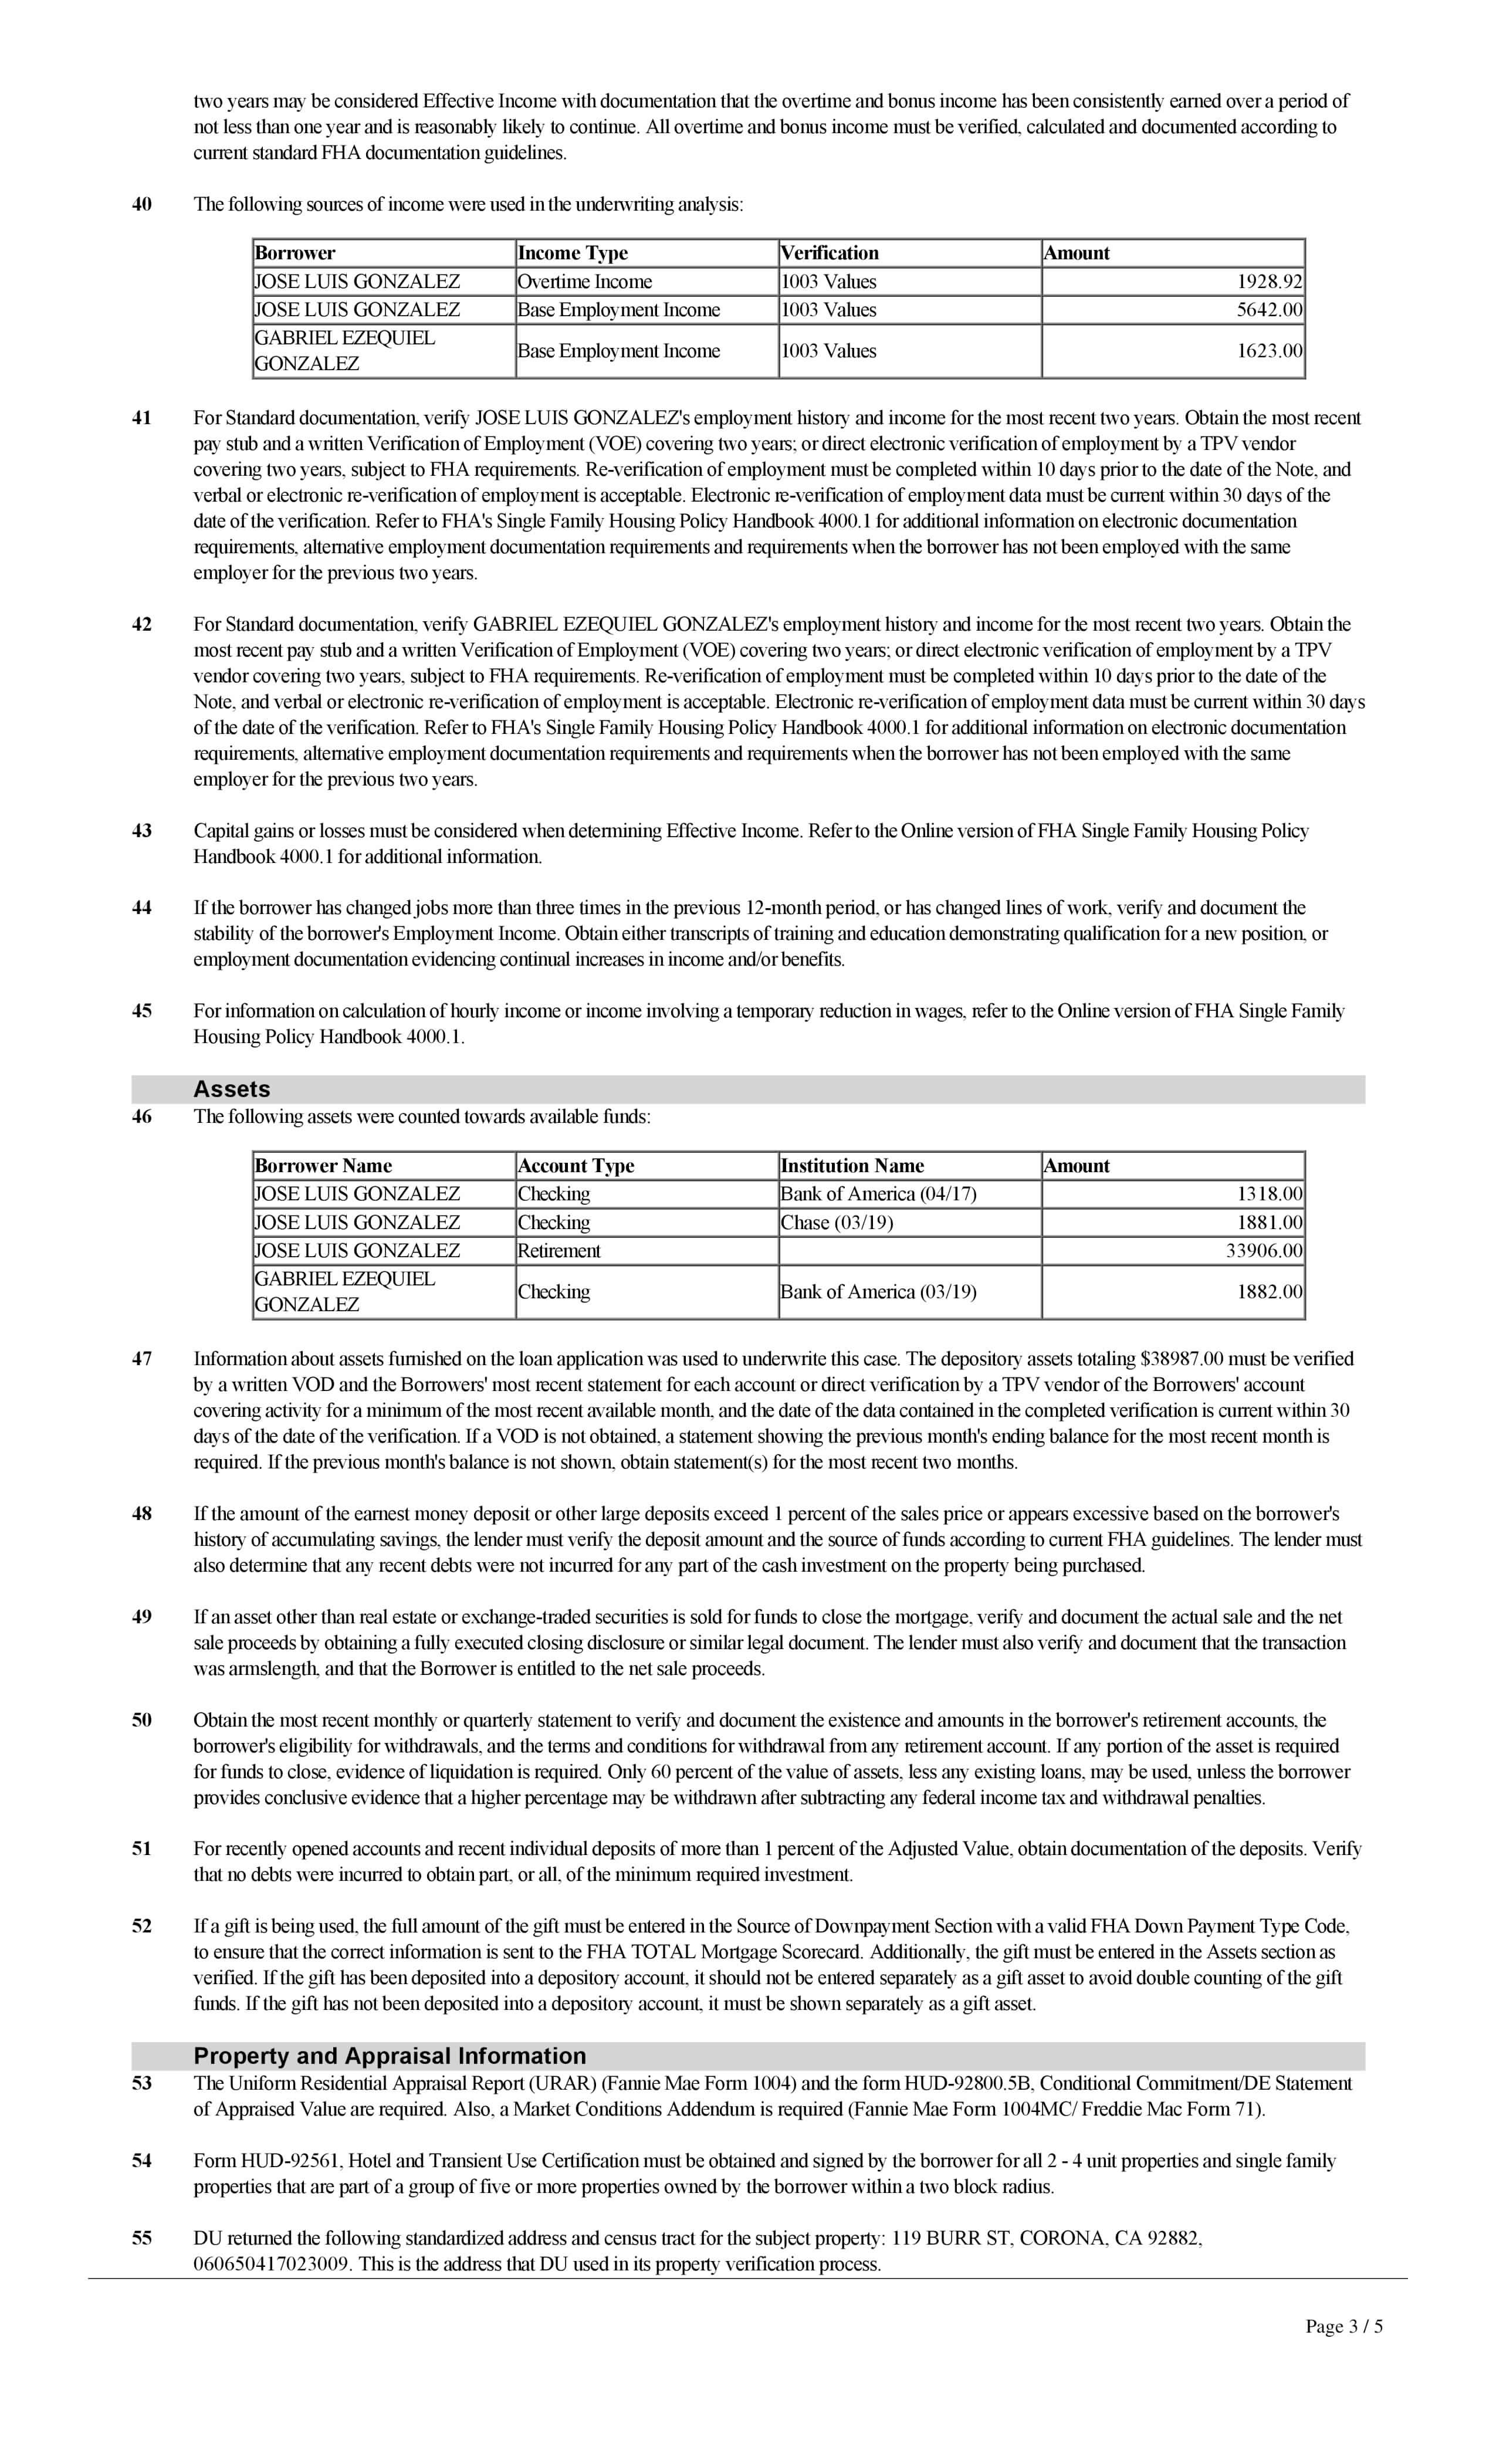 two years may be considered Effective Income with documentation that the overtime and bonus income has been consistently earned over a period of
not less than one year and is reasonably likely to continue. All overtime and bonus income must be verified, calculated and documented according to
current standard FHA documentation guidelines.
40 The following sources of income were used in the underwriting analysis:
Borrower Income Type Verification Amount
JOSE LUIS GONZALEZ Overtime Income 1003 Values 1928.92
JOSE LUIS GONZALEZ Base Employment Income 1003 Values 5642.00
GABRIEL EZEQUIEL
GONZALEZ Base Employment Income 1003 Values 1623.00
41 For Standard documentation, verify JOSE LUIS GONZALEZ's employment history and income for the most recent two years. Obtain the most recent
pay stub and a written Verification of Employment (VOE) covering two years; or direct electronic verification of employment by a TPV vendor
covering two years, subject to FHA requirements. Re-verification of employment must be completed within 10 days prior to the date of the Note, and
verbal or electronic re-verification of employment is acceptable. Electronic re-verification of employment data must be current within 30 days of the
date of the verification. Refer to FHA's Single Family Housing Policy Handbook 4000.1 for additional information on electronic documentation
requirements, alternative employment documentation requirements and requirements when the borrower has not been employed with the same
employer for the previous two years.
42 For Standard documentation, verify GABRIEL EZEQUIEL GONZALEZ's employment history and income for the most recent two years. Obtain the
most recent pay stub and a written Verification of Employment (VOE) covering two years; or direct electronic verification of employment by a TPV
vendor covering two years, subject to FHA requirements. Re-verification of employment must be completed within 10 days prior to the date of the
Note, and verbal or electronic re-verification of employment is acceptable. Electronic re-verification of employment data must be current within 30 days
of the date of the verification. Refer to FHA's Single Family Housing Policy Handbook 4000.1 for additional information on electronic documentation
requirements, alternative employment documentation requirements and requirements when the borrower has not been employed with the same
employer for the previous two years.
43 Capital gains or losses must be considered when determining Effective Income. Refer to the Online version of FHA Single Family Housing Policy
Handbook 4000.1 for additional information.
44 If the borrower has changed jobs more than three times in the previous 12-month period, or has changed lines of work, verify and document the
stability of the borrower's Employment Income. Obtain either transcripts of training and education demonstrating qualification for a new position, or
employment documentation evidencing continual increases in income and/or benefits.
45 For information on calculation of hourly income or income involving a temporary reduction in wages, refer to the Online version of FHA Single Family
Housing Policy Handbook 4000.1.
Assets
46 The following assets were counted towards available funds:
Borrower Name Account Type Institution Name Amount
JOSE LUIS GONZALEZ Checking Bank of America (04/17) 1318.00
JOSE LUIS GONZALEZ Checking Chase (03/19) 1881.00
JOSE LUIS GONZALEZ Retirement 33906.00
GABRIEL EZEQUIEL
GONZALEZ Checking Bank of America (03/19) 1882.00
47 Information about assets furnished on the loan application was used to underwrite this case. The depository assets totaling $38987.00 must be verified
by a written VOD and the Borrowers' most recent statement for each account or direct verification by a TPV vendor of the Borrowers' account
covering activity for a minimum of the most recent available month, and the date of the data contained in the completed verification is current within 30
days of the date of the verification. If a VOD is not obtained, a statement showing the previous month's ending balance for the most recent month is
required. If the previous month's balance is not shown, obtain statement(s) for the most recent two months.
48 If the amount of the earnest money deposit or other large deposits exceed 1 percent of the sales price or appears excessive based on the borrower's
history of accumulating savings, the lender must verify the deposit amount and the source of funds according to current FHA guidelines. The lender must
also determine that any recent debts were not incurred for any part of the cash investment on the property being purchased.
49 If an asset other than real estate or exchange-traded securities is sold for funds to close the mortgage, verify and document the actual sale and the net
sale proceeds by obtaining a fully executed closing disclosure or similar legal document. The lender must also verify and document that the transaction
was armslength, and that the Borrower is entitled to the net sale proceeds.
50 Obtain the most recent monthly or quarterly statement to verify and document the existence and amounts in the borrower's retirement accounts, the
borrower's eligibility for withdrawals, and the terms and conditions for withdrawal from any retirement account. If any portion of the asset is required
for funds to close, evidence of liquidation is required. Only 60 percent of the value of assets, less any existing loans, may be used, unless the borrower
provides conclusive evidence that a higher percentage may be withdrawn after subtracting any federal income tax and withdrawal penalties.
51 For recently opened accounts and recent individual deposits of more than 1 percent of the Adjusted Value, obtain documentation of the deposits. Verify
that no debts were incurred to obtain part, or all, of the minimum required investment.
52 If a gift is being used, the full amount of the gift must be entered in the Source of Downpayment Section with a valid FHA Down Payment Type Code,
to ensure that the correct information is sent to the FHA TOTAL Mortgage Scorecard. Additionally, the gift must be entered in the Assets section as
verified. If the gift has been deposited into a depository account, it should not be entered separately as a gift asset to avoid double counting of the gift
funds. If the gift has not been deposited into a depository account, it must be shown separately as a gift asset.
Property and Appraisal Information
53 The Uniform Residential Appraisal Report (URAR) (Fannie Mae Form 1004) and the form HUD-92800.5B, Conditional Commitment/DE Statement
of Appraised Value are required. Also, a Market Conditions Addendum is required (Fannie Mae Form 1004MC/ Freddie Mac Form 71).
54 Form HUD-92561, Hotel and Transient Use Certification must be obtained and signed by the borrower for all 2 - 4 unit properties and single family
properties that are part of a group of five or more properties owned by the borrower within a two block radius.
55 DU returned the following standardized address and census tract for the subject property: 119 BURR ST, CORONA, CA 92882,
060650417023009. This is the address that DU used in its property verification process.
Page 3 / 5